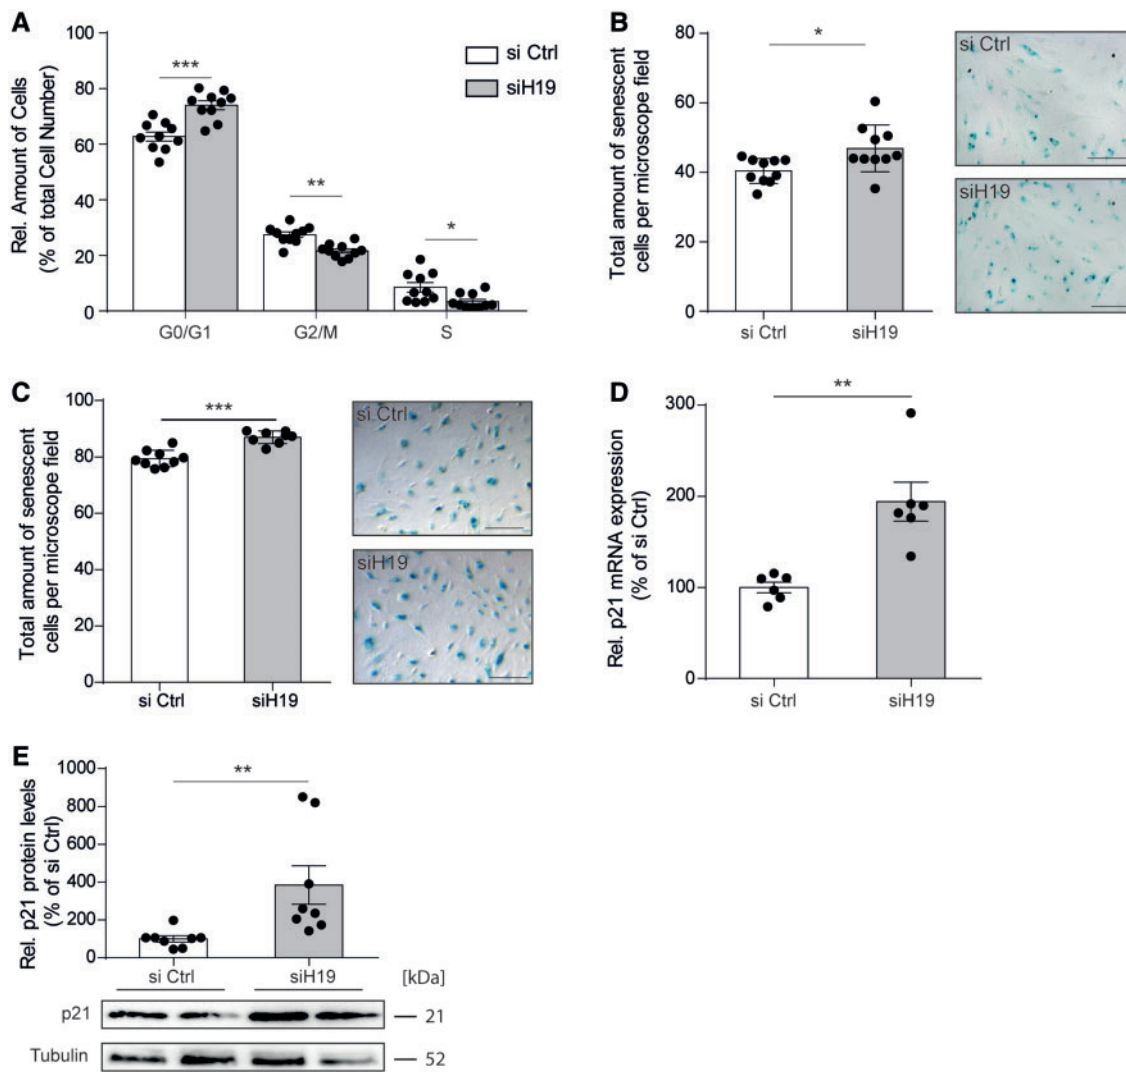 A
Rel. Amount of Cells
(% of total Cell Number)
100
80
60
40
20
0
***
**
*
si Ctrl
siH19
G0/G1
G2/M
S
B
Total amount of senescent
cells per microscope field
80
60
40
20
0
*
si Ctrl
siH19
si Ctrl
siH19
C
Total amount of senescent
cells per microscope field
100
80
60
40
20
0
***
si Ctrl
siH19
si Ctrl
siH19
D
Rel. p21 mRNA expression
(% of si Ctrl)
300
200
100
0
**
si Ctrl
siH19
E
Rel. p21 protein levels
(% of si Ctrl)
1000
800
600
400
200
0
**
si Ctrl
siH19
[kDa]
p21
21
Tubulin
52